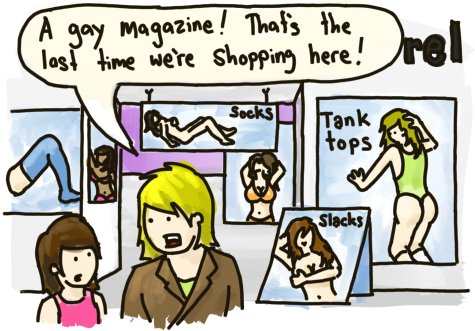 A gay magazine! That's the
last time we're shopping here!
rel
Socks
Tank
tops
Slacks